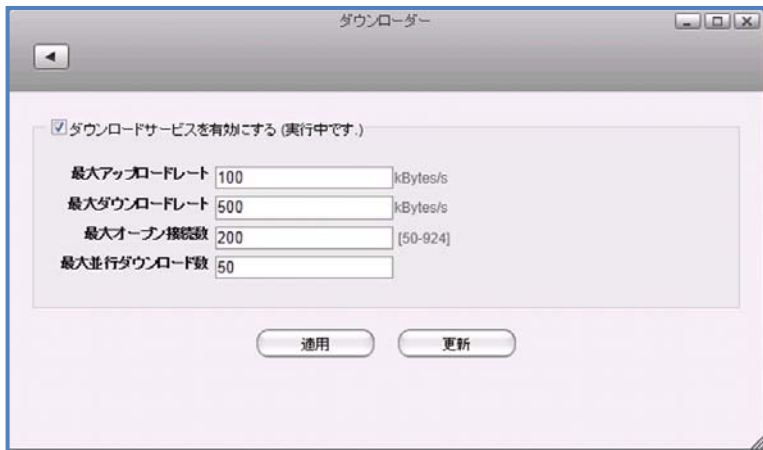 ダウンローダー
ダウンロードサービスを有効にする (実行中です.)
最大アップロードレート 100 kBytes/s
最大ダウンロードレート 500 kBytes/s
最大オープン接続数 200 [50-924]
最大並行ダウンロード数 50
適用 更新